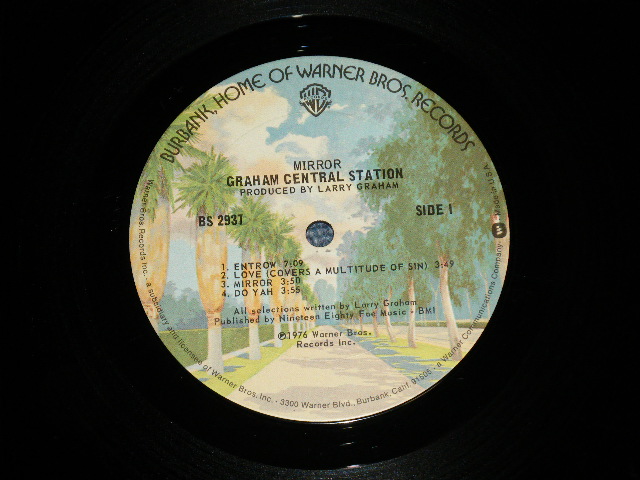 BURBANK, HOME OF WARNER BROS. RECORDS
MIRROR
GRAHAM CENTRAL STATION
PRODUCED BY LARRY GRAHAM
BS 2937
SIDE 1
1. ENTROW 7:09
2. LOVE (COVERS A MULTITUDE OF SIN) 3:49
3. MIRROR 3:50
4. DO YAH 3:55
All selections written by Larry Graham
Published by Nineteen Eighty Foe Music • BMI
℗1976 Warner Bros.
Records Inc.
Warner Bros. Records Inc., a subsidiary and licensee of Warner Bros. Inc. • 3300 Warner Blvd., Burbank, Calif. 91505 • a Warner Communications Company
Made in U.S.A.